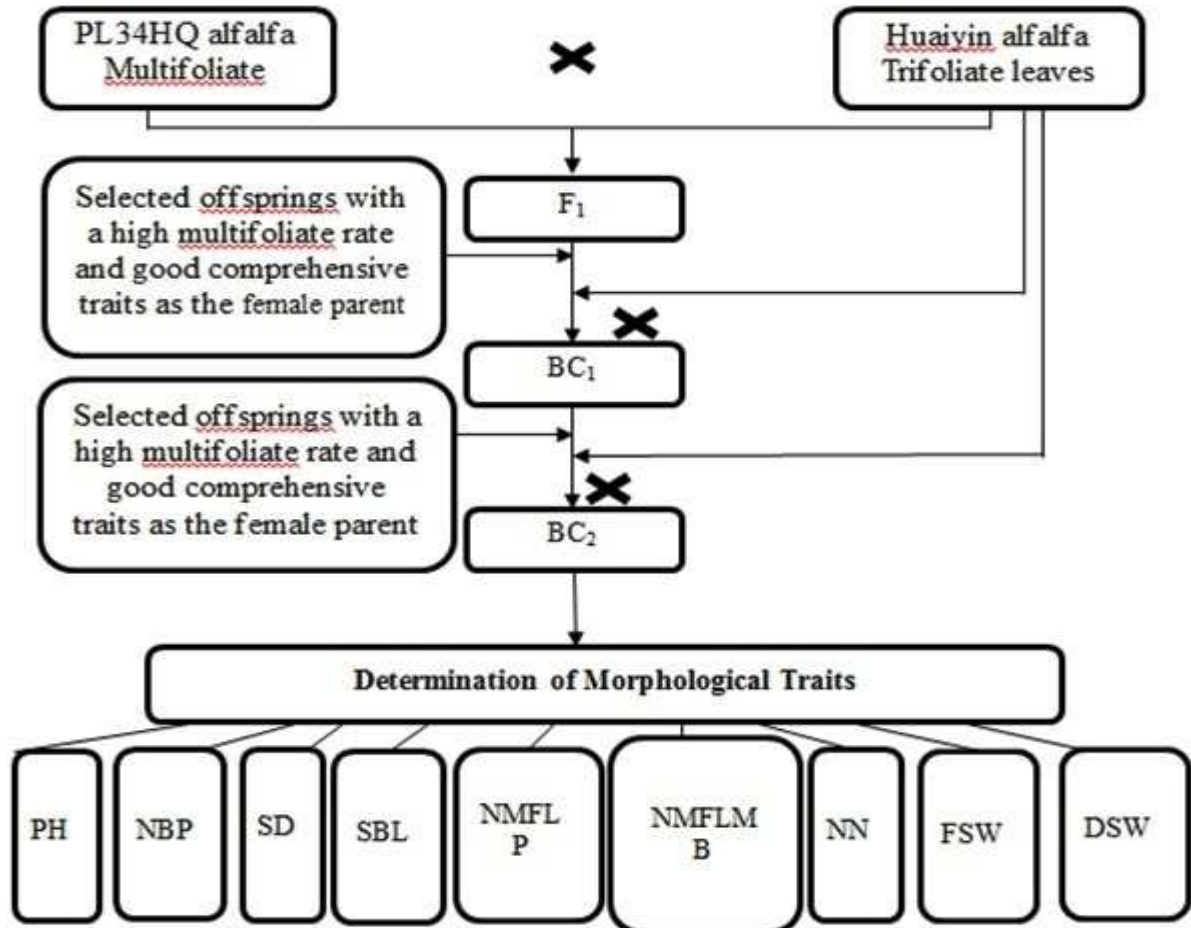 PL34HQ alfalfa
Multifoliate
Huaiyin alfalfa
Trifoliate leaves
Selected offsprings with
a high multifoliate rate
and good comprehensive
traits as the female parent
F₁
BC₁
Selected offsprings with a
high multifoliate rate and
good comprehensive
traits as the female parent
BC₂
Determination of Morphological Traits
PH
NBP
SD
SBL
NMFL
P
NMFLM
B
NN
FSW
DSW